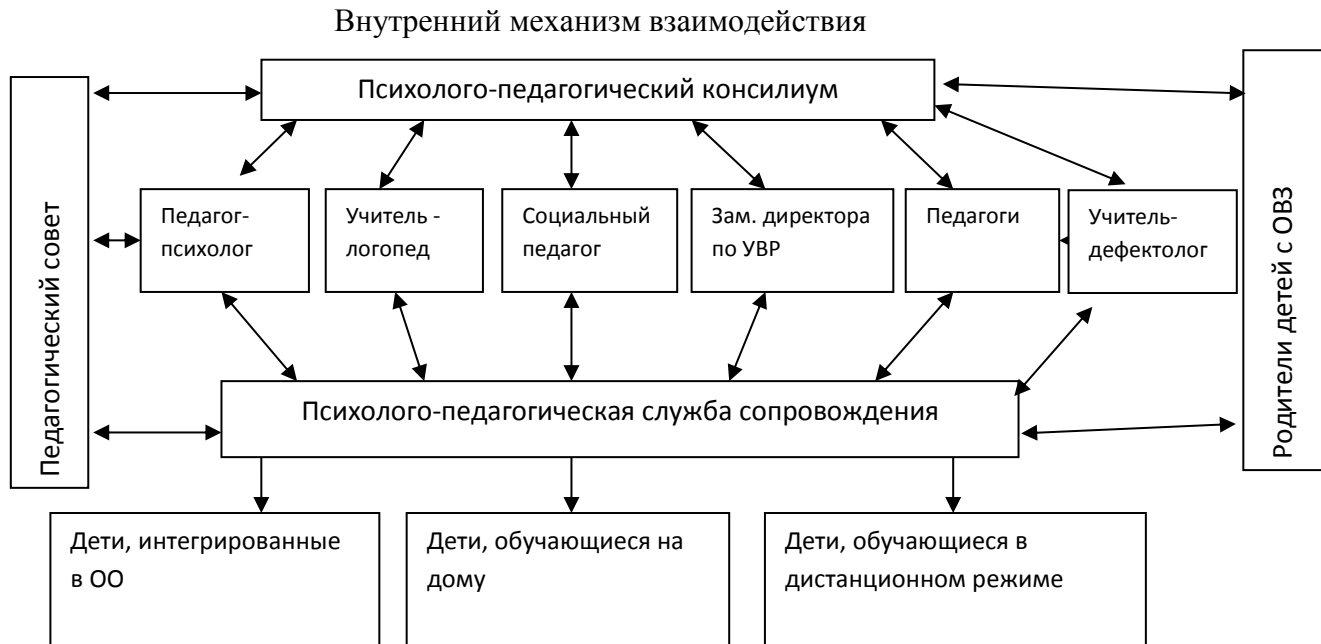 Внутренний механизм взаимодействия
Педагогический совет
Психолого-педагогический консилиум
Родители детей с ОВЗ
Педагог-
психолог
Учитель -
логопед
Социальный
педагог
Зам. директора
по УВР
Педагоги
Учитель-
дефектолог
Психолого-педагогическая служба сопровождения
Дети, интегрированные
в ОО
Дети, обучающиеся на
дому
Дети, обучающиеся в
дистанционном режиме